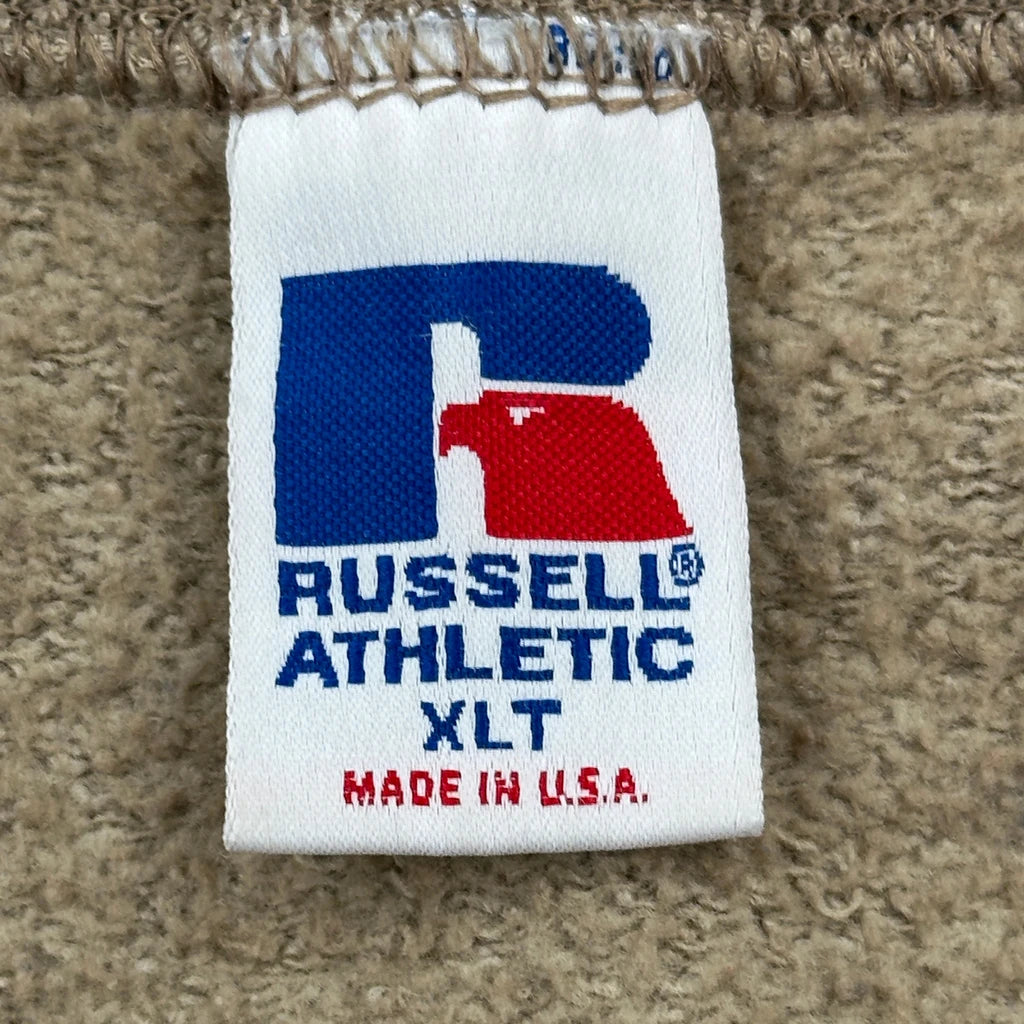 RUSSELL®
ATHLETIC
XLT
MADE IN U.S.A.